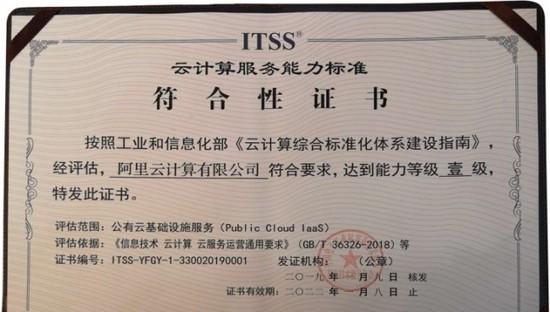 ITSS®
云计算服务能力标准
符合性证书
按照工业和信息化部《云计算综合标准化体系建设指南》,
经评估, 阿里云计算有限公司 符合要求, 达到能力等级 壹 级,
特发此证书。
评估范围: 公有云基础设施服务 (Public Cloud IaaS)
评估依据: 《信息技术 云计算 云服务运营通用要求》 (GB/T 36326-2018) 等
证书编号: ITSS-YFGY-1-330020190001 发证机构: (公章)
二〇一九年一月九日 核发
证书有效期: 二〇二二年一月八日 止